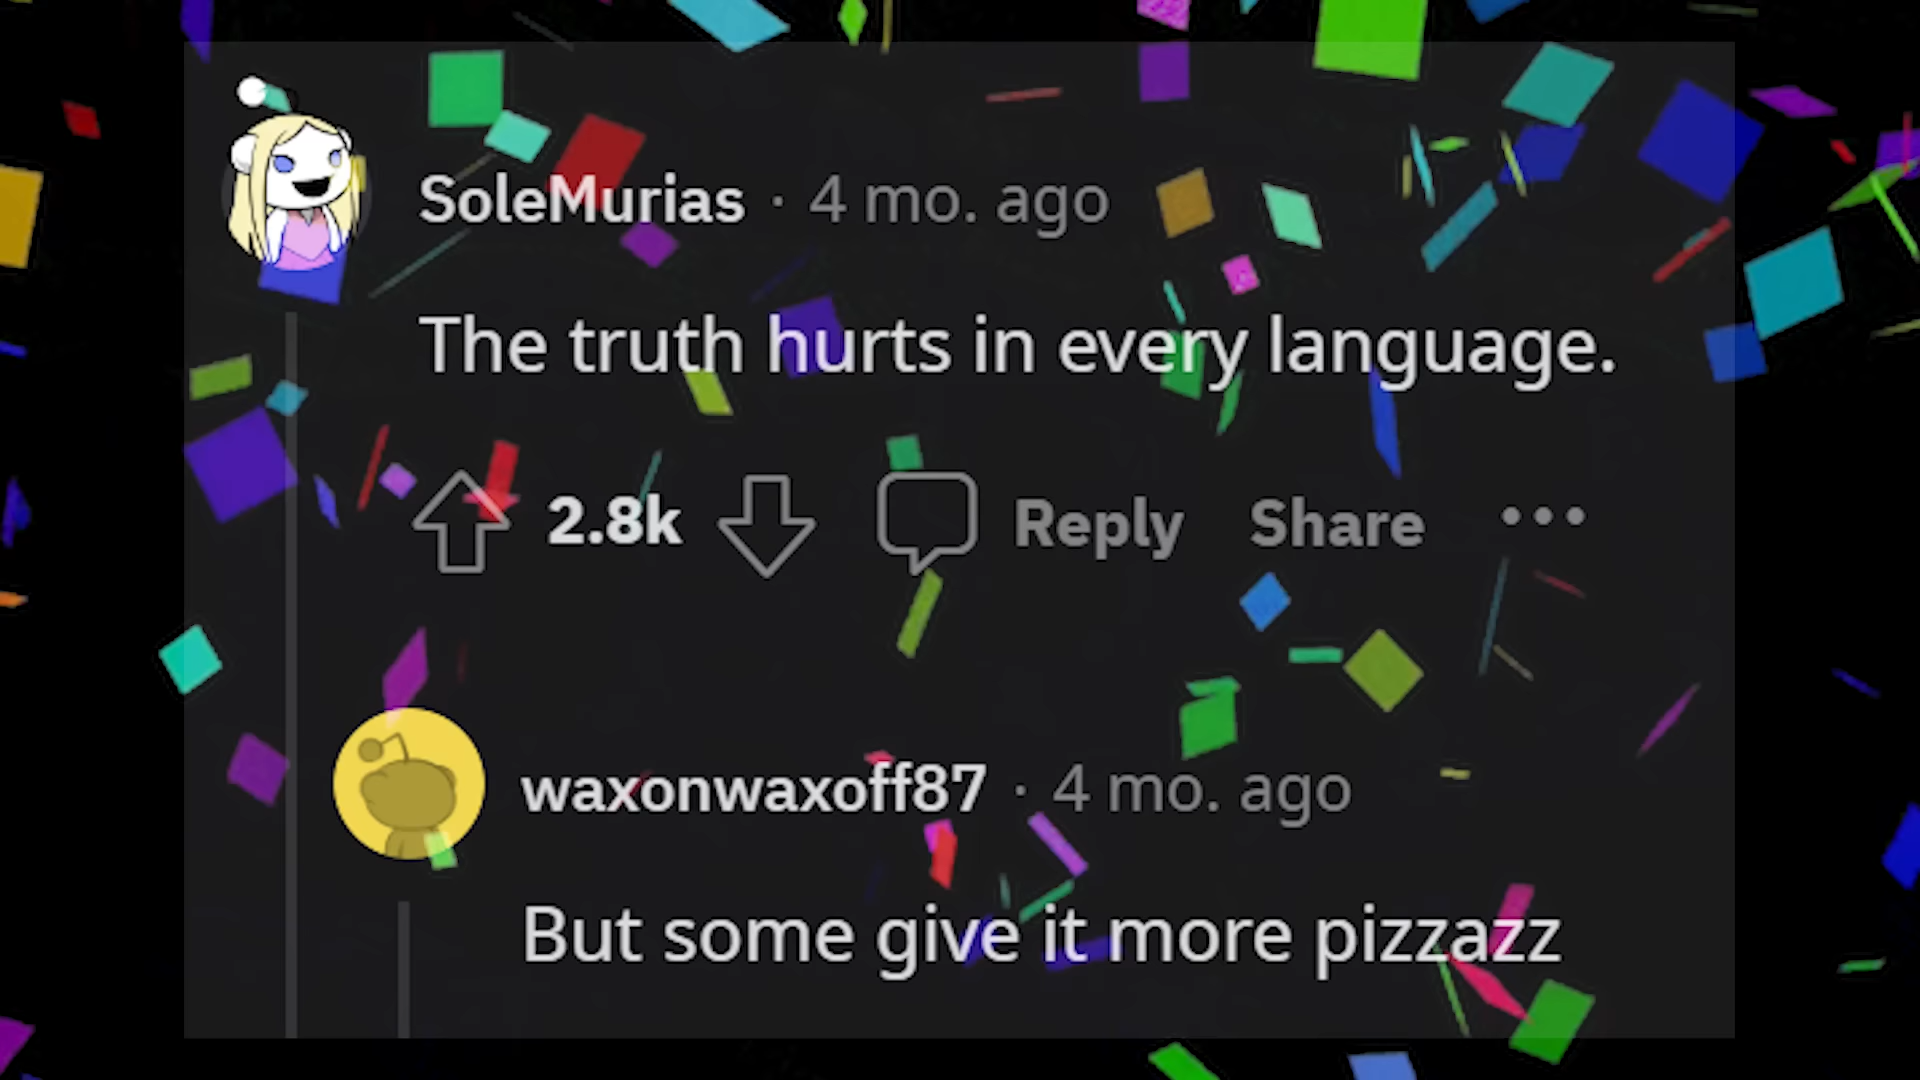 SoleMurias · 4 mo. ago
The truth hurts in every language.
2.8k Reply Share
waxonwaxoff87 · 4 mo. ago
But some give it more pizzazz